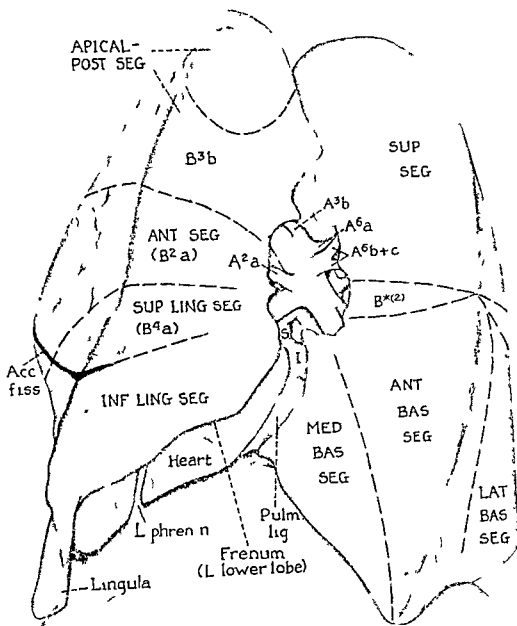 APICAL-
POST SEG
B³b
SUP
SEG
A³b
A⁶a
A⁶b+c
ANT SEG
(B²a)
A²a
SUP LING SEG
(B⁴a)
B*(2)
S
I
Acc
fiss
INF LING SEG
ANT
BAS
SEG
MED
BAS
SEG
Heart
LAT
BAS
SEG
L phren n
Pulm
lig
Frenum
(L lower lobe)
Lingula